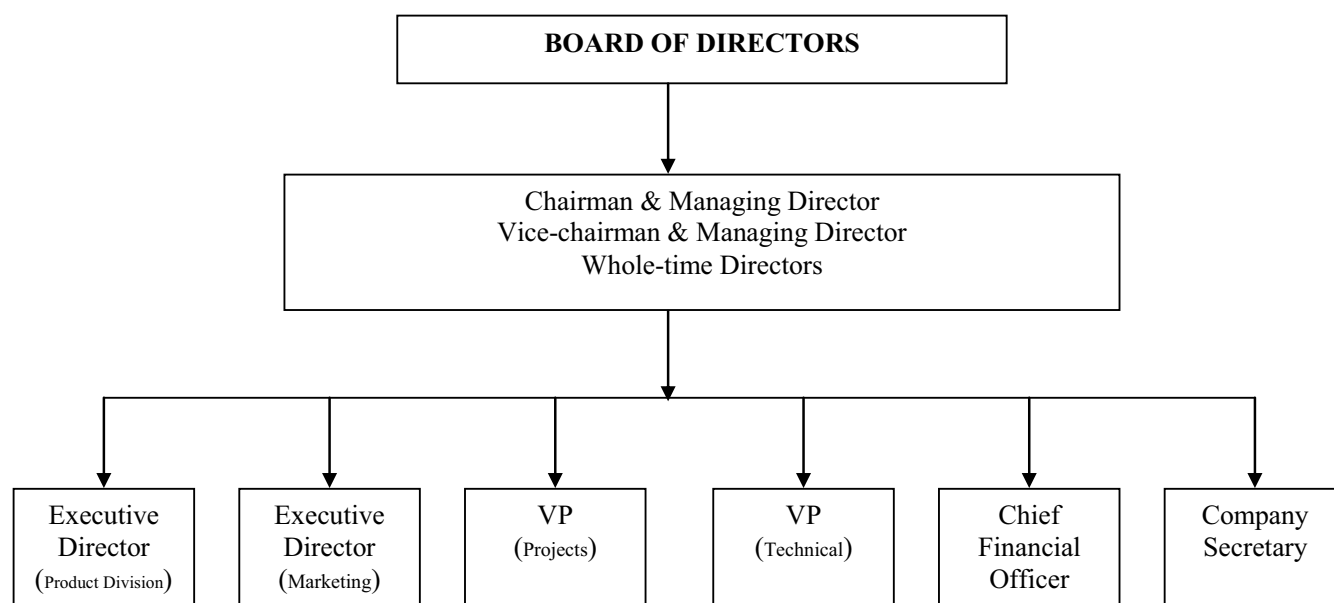 BOARD OF DIRECTORS
Chairman & Managing Director
Vice-chairman & Managing Director
Whole-time Directors
Executive
Director
(Product Division)
Executive
Director
(Marketing)
VP
(Projects)
VP
(Technical)
Chief
Financial
Officer
Company
Secretary